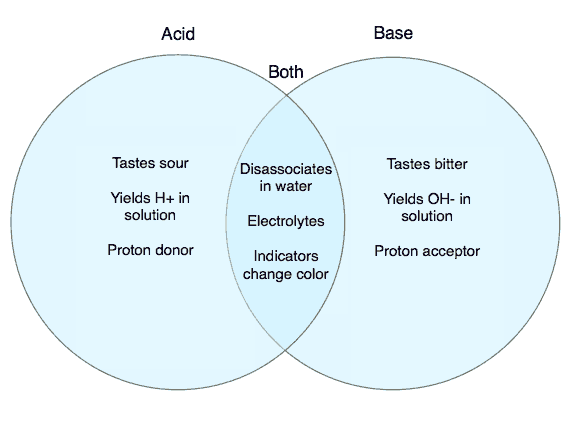 Acid
Base
Both
Tastes sour
Yields H+ in
solution
Proton donor
Disassociates
in water
Electrolytes
Indicators
change color
Tastes bitter
Yields OH- in
solution
Proton acceptor